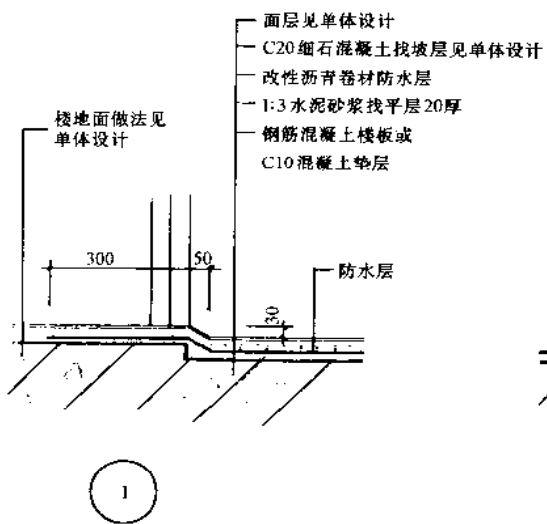 面层见单体设计
C20细石混凝土找坡层见单体设计
改性沥青卷材防水层
1:3水泥砂浆找平层20厚
钢筋混凝土楼板或
C10混凝土垫层
楼地面做法见
单体设计
300
50
防水层
30
1